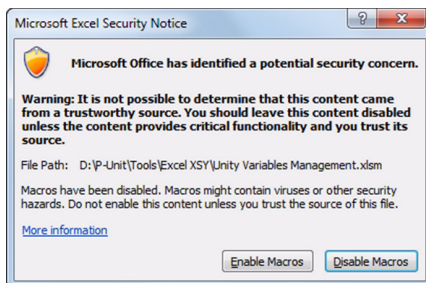 Microsoft Excel Security Notice
Microsoft Office has identified a potential security concern.
Warning: It is not possible to determine that this content came
from a trustworthy source. You should leave this content disabled
unless the content provides critical functionality and you trust its
source.
File Path: D:\P-Unit\Tools\Excel XSY\Unity Variables Management.xlsm
Macros have been disabled. Macros might contain viruses or other security
hazards. Do not enable this content unless you trust the source of this file.
More information
Enable Macros Disable Macros